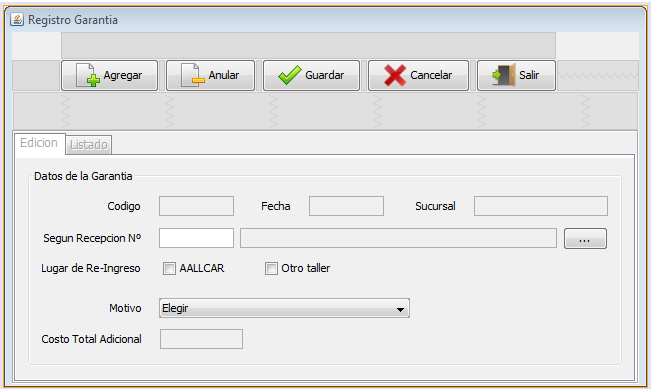 Registro Garantia
Agregar Anular Guardar Cancelar Salir
Edicion Listado
Datos de la Garantia
Codigo Fecha Sucursal
Segun Recepcion Nº ...
Lugar de Re-Ingreso AALLCAR Otro taller
Motivo Elegir
Costo Total Adicional